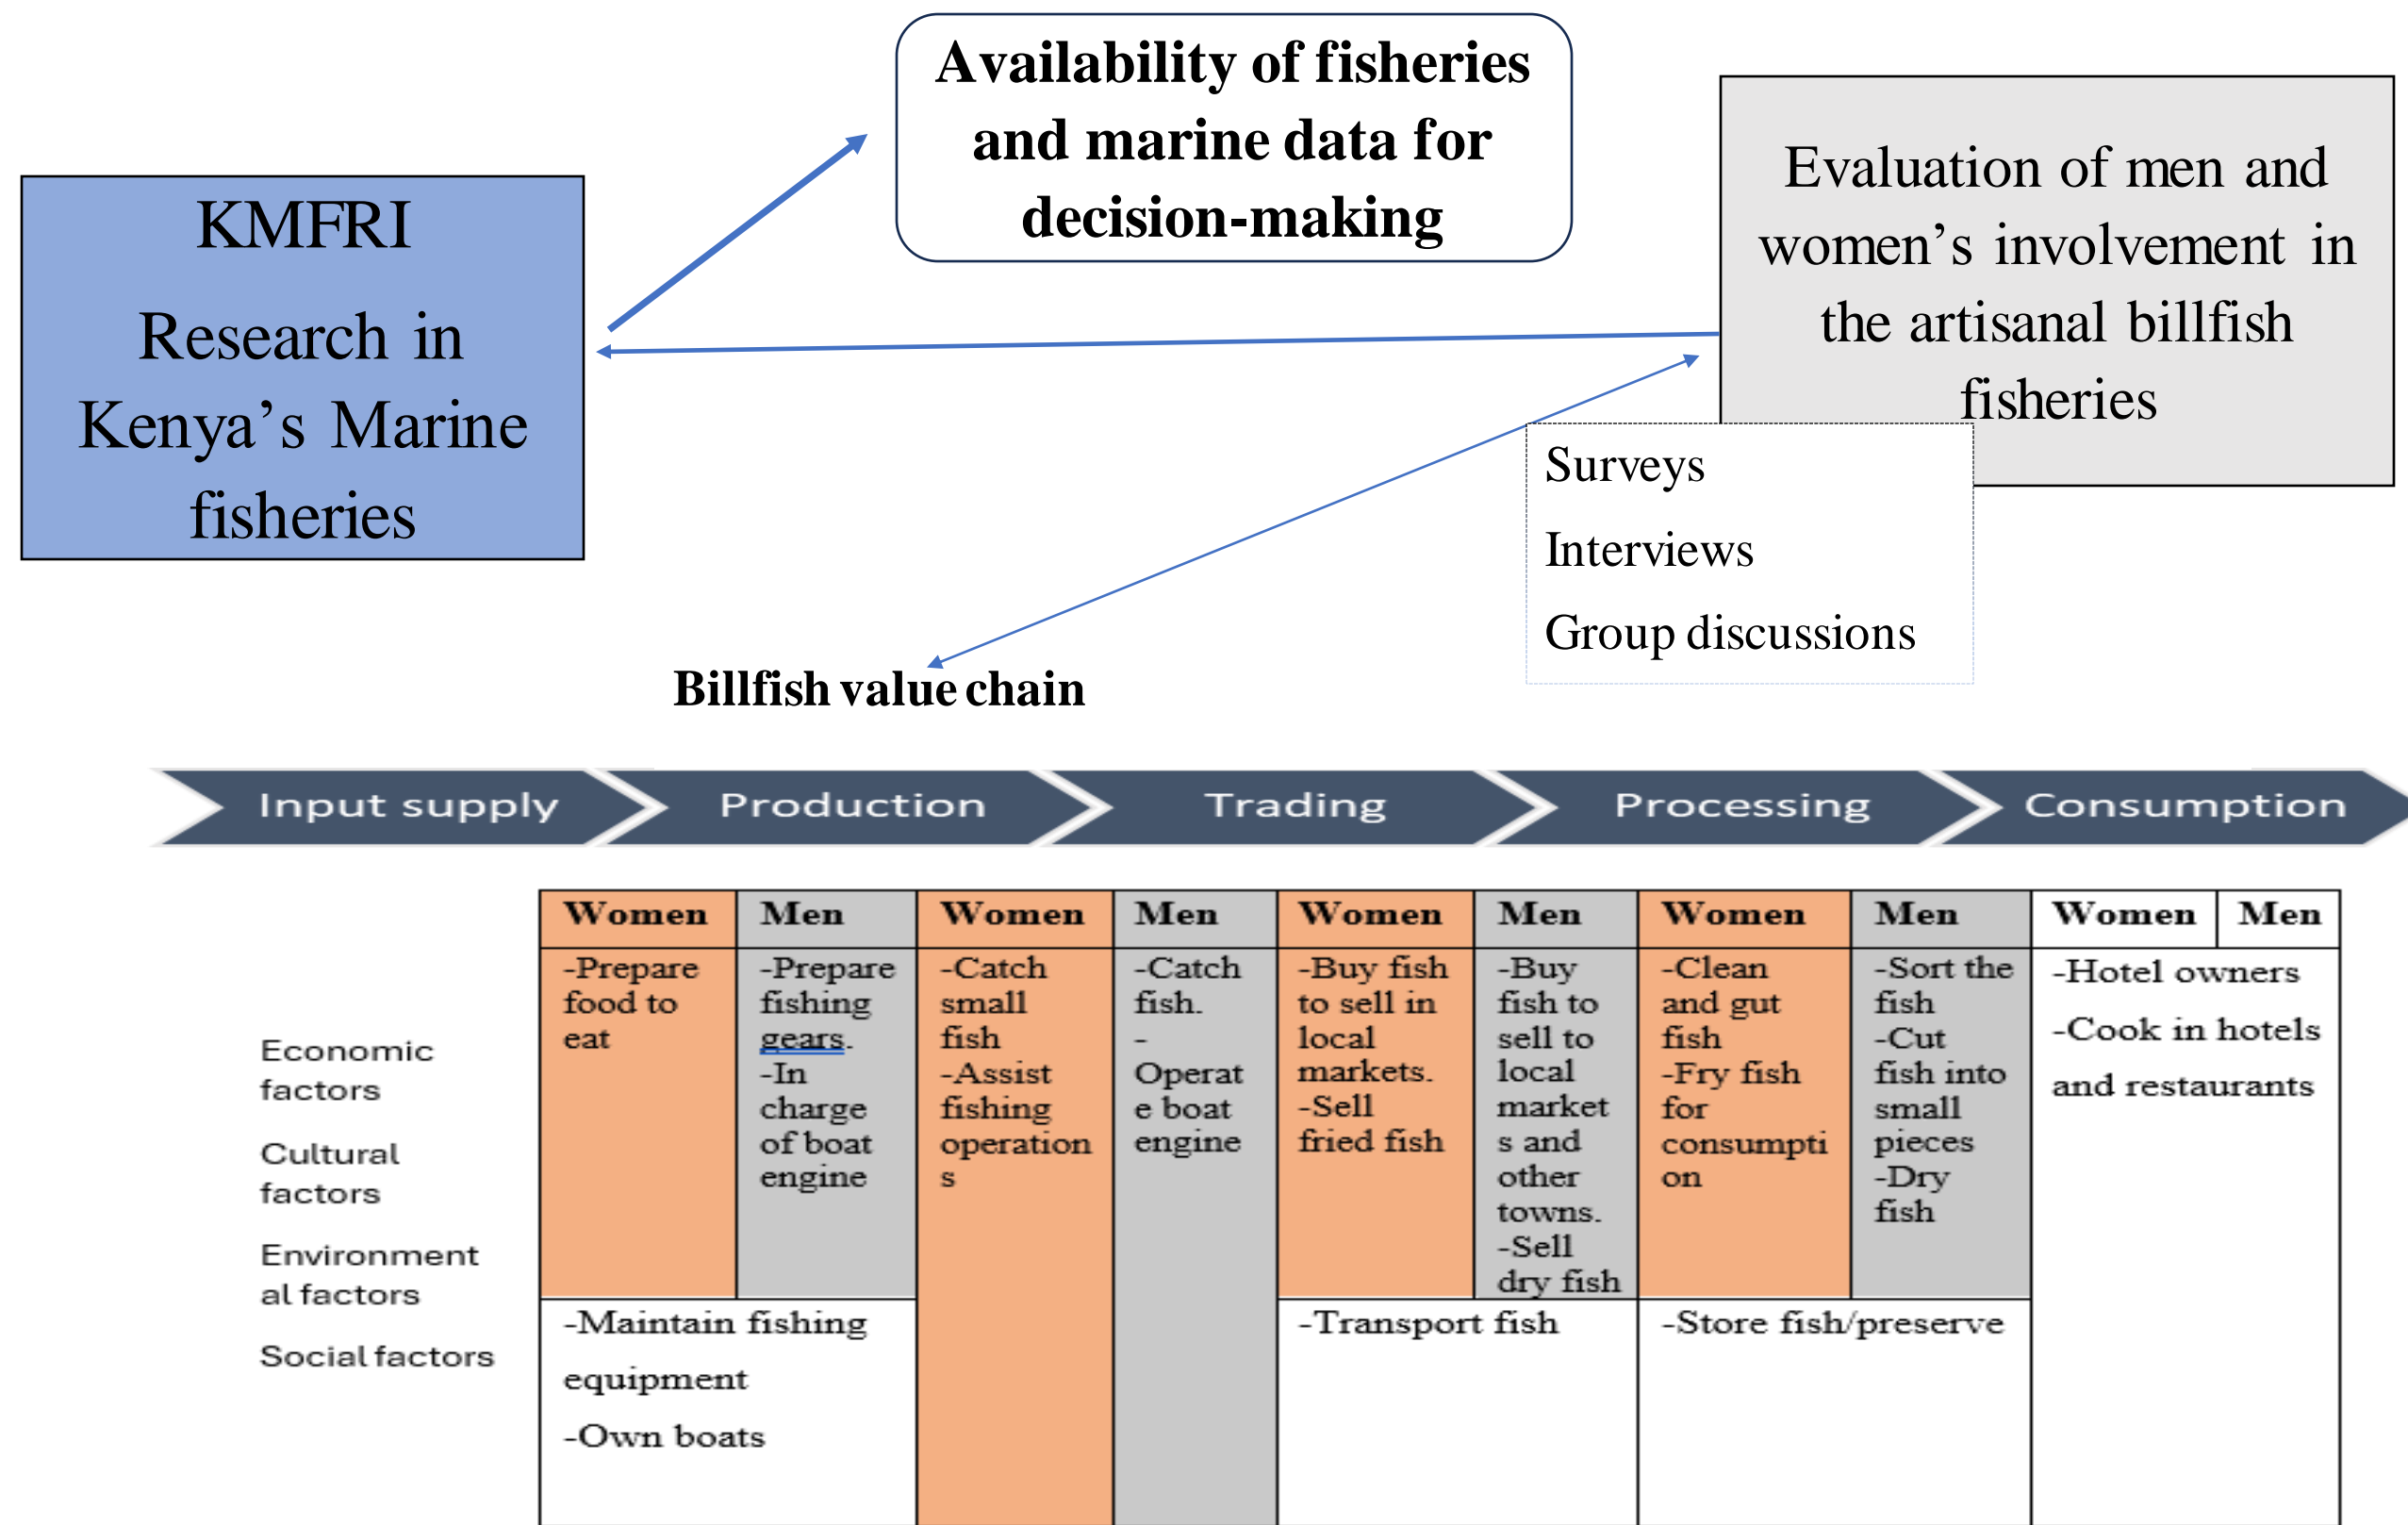 Availability of fisheries
and marine data for
decision-making
KMFRI
Research in
Kenya’s Marine
fisheries
Evaluation of men and
women’s involvement in
the artisanal billfish
fisheries
Surveys
Interviews
Group discussions
Billfish value chain
Input supply
Production
Trading
Processing
Consumption
Economic
factors
Cultural
factors
Environment
al factors
Social factors
Women
-Prepare
food to
eat
Men
-Prepare
fishing
gears.
-In
charge
of boat
engine
-Maintain fishing
equipment
-Own boats
Women
-Catch
small
fish
-Assist
fishing
operation
s
Men
-Catch
fish.
-
Operat
e boat
engine
Women
-Buy fish
to sell in
local
markets.
-Sell
fried fish
Men
-Buy
fish to
sell to
local
market
s and
other
towns.
-Sell
dry fish
-Transport fish
Women
-Clean
and gut
fish
-Fry fish
for
consumpti
on
Men
-Sort the
fish
-Cut
fish into
small
pieces
-Dry
fish
-Store fish/preserve
Women
Men
-Hotel owners
-Cook in hotels
and restaurants